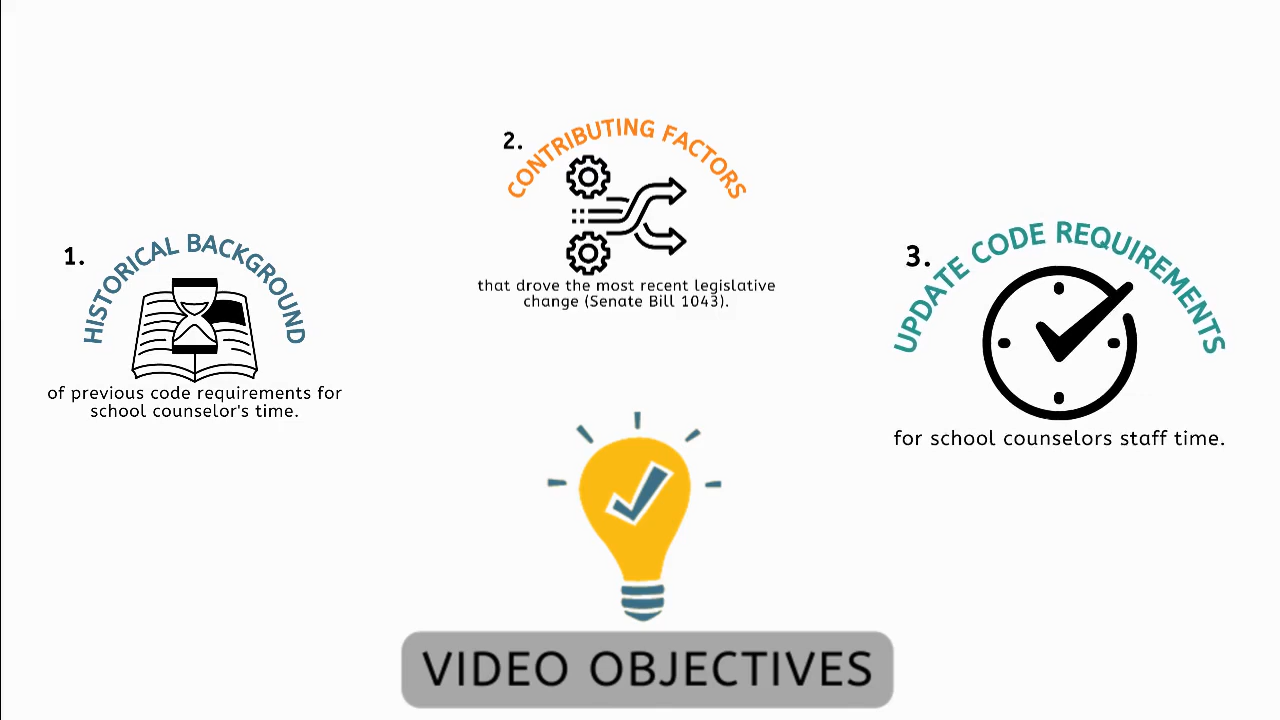 1.
HISTORICAL BACKGROUND
of previous code requirements for
school counselor's time.
2.
CONTRIBUTING FACTORS
that drove the most recent legislative
change (Senate Bill 1043).
3.
UPDATE CODE REQUIREMENTS
for school counselors staff time.
VIDEO OBJECTIVES